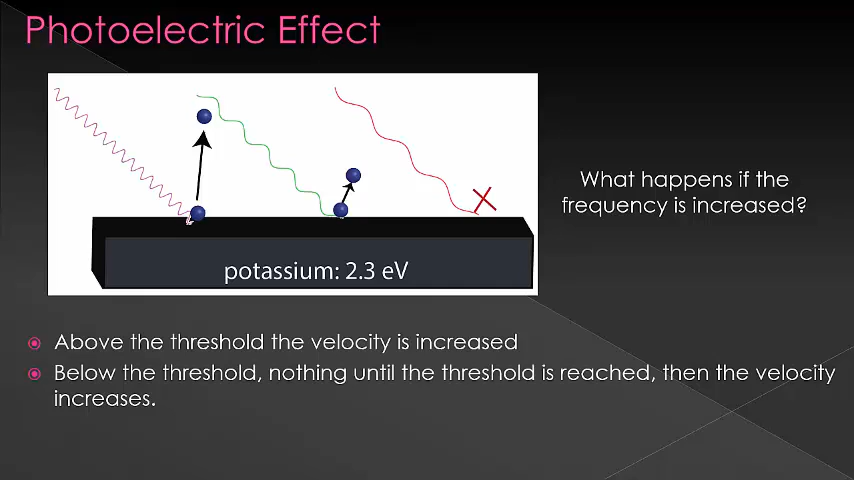 Photoelectric Effect
What happens if the
frequency is increased?
potassium: 2.3 eV
Above the threshold the velocity is increased
Below the threshold, nothing until the threshold is reached, then the velocity
increases.